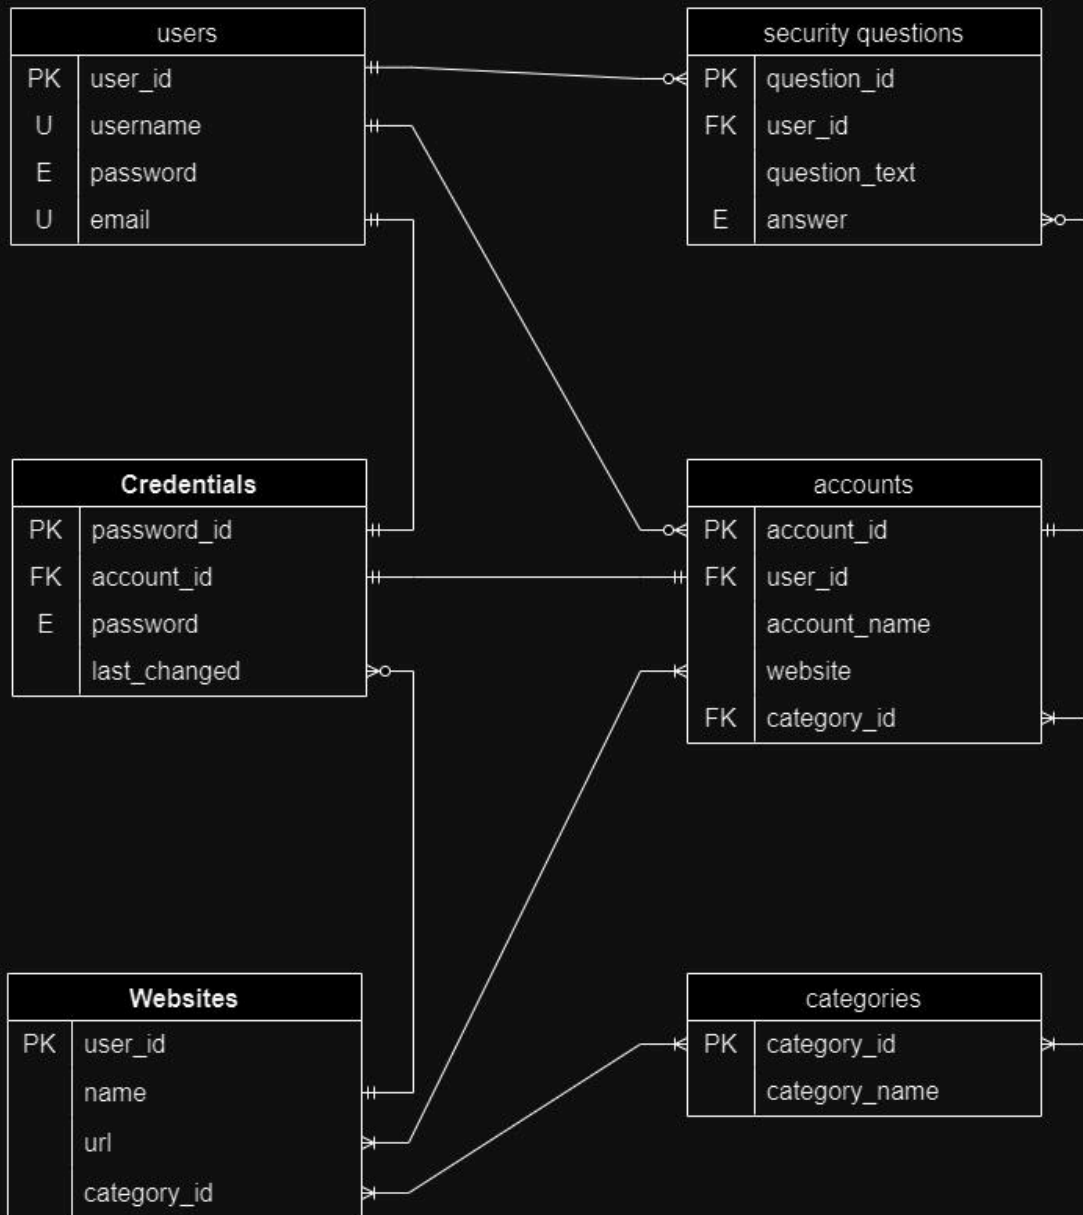 users
PK user_id
U username
E password
U email
security questions
PK question_id
FK user_id
question_text
E answer
Credentials
PK password_id
FK account_id
E password
last_changed
accounts
PK account_id
FK user_id
account_name
website
FK category_id
Websites
PK user_id
name
url
category_id
categories
PK category_id
category_name